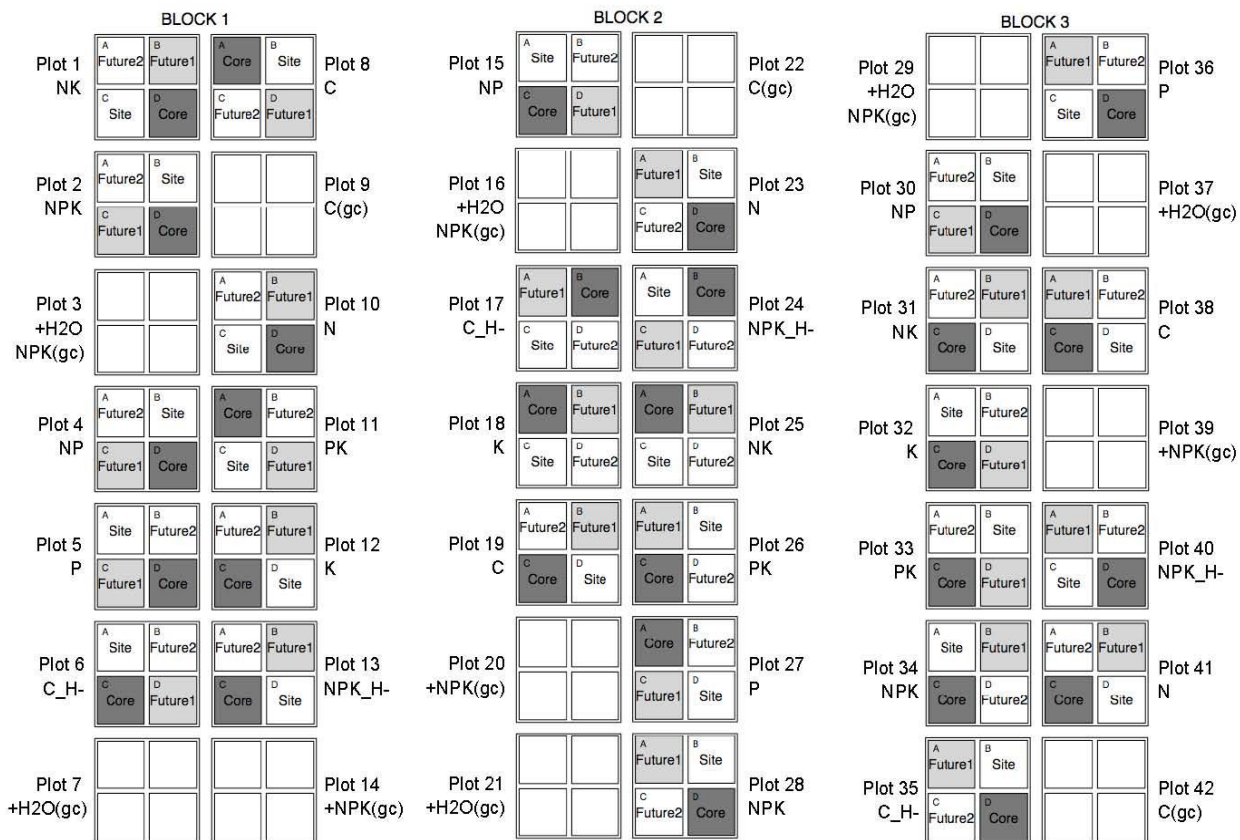 BLOCK 1
Plot 1
NK
A Future2 B Future1
C Site D Core
A Core B Site
C Future2 D Future1
Plot 8
C
Plot 2
NPK
A Future2 B Site
C Future1 D Core
Plot 9
C(gc)
Plot 3
+H2O
NPK(gc)
A Future2 B Future1
C Site D Core
Plot 10
N
Plot 4
NP
A Future2 B Site
C Future1 D Core
A Core B Future2
C Site D Future1
Plot 11
PK
Plot 5
P
A Site B Future2
C Future1 D Core
A Future2 B Future1
C Core D Site
Plot 12
K
Plot 6
C_H-
A Site B Future2
C Core D Future1
A Future2 B Future1
C Core D Site
Plot 13
NPK_H-
Plot 7
+H2O(gc)
Plot 14
+NPK(gc)
BLOCK 2
Plot 15
NP
A Site B Future2
C Core D Future1
Plot 22
C(gc)
Plot 16
+H2O
NPK(gc)
A Future1 B Site
C Future2 D Core
Plot 23
N
Plot 17
C_H-
A Future1 B Core
C Site D Future2
A Site B Core
C Future1 D Future2
Plot 24
NPK_H-
Plot 18
K
A Core B Future1
C Site D Future2
A Core B Future1
C Site D Future2
Plot 25
NK
Plot 19
C
A Future2 B Future1
C Core D Site
A Future1 B Site
C Core D Future2
Plot 26
PK
Plot 20
+NPK(gc)
A Core B Future2
C Future1 D Site
Plot 27
P
Plot 21
+H2O(gc)
A Future1 B Site
C Future2 D Core
Plot 28
NPK
BLOCK 3
Plot 29
+H2O
NPK(gc)
A Future1 B Future2
C Site D Core
Plot 36
P
Plot 30
NP
A Future2 B Site
C Future1 D Core
Plot 37
+H2O(gc)
Plot 31
NK
A Future2 B Future1
C Core D Site
A Future1 B Future2
C Core D Site
Plot 38
C
Plot 32
K
A Site B Future2
C Core D Future1
Plot 39
+NPK(gc)
Plot 33
PK
A Future2 B Site
C Core D Future1
A Future1 B Future2
C Site D Core
Plot 40
NPK_H-
Plot 34
NPK
A Site B Future1
C Core D Future2
A Future2 B Future1
C Core D Site
Plot 41
N
Plot 35
C_H-
A Future1 B Site
C Future2 D Core
Plot 42
C(gc)